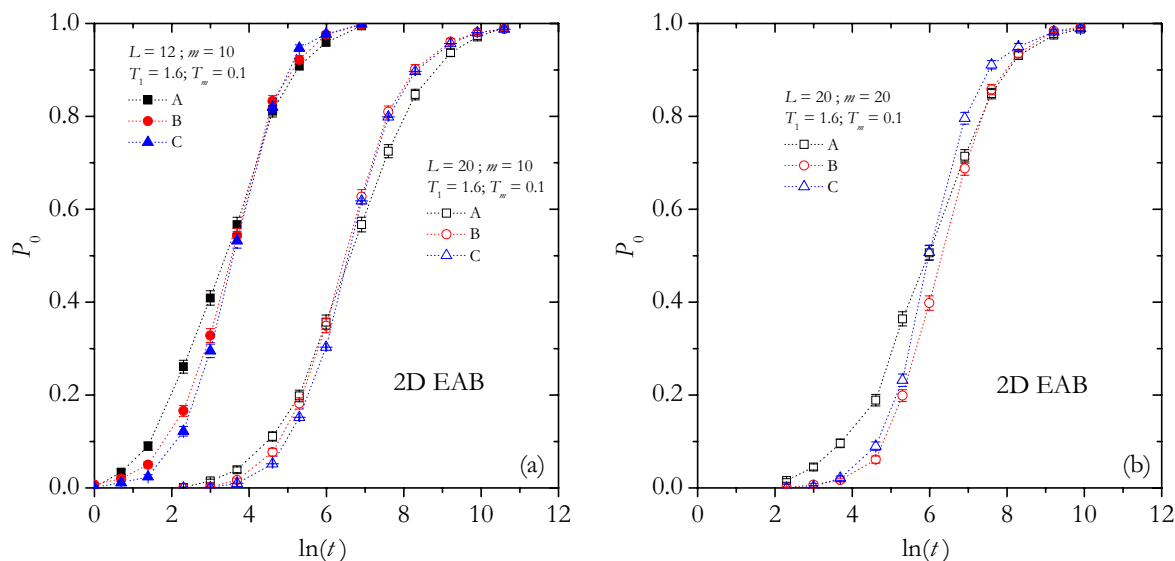 1.0
0.8
0.6
0.4
0.2
0.0
P₀
L = 12 ; m = 10
T₁ = 1.6; Tₘ = 0.1
A
B
C
L = 20 ; m = 10
T₁ = 1.6; Tₘ = 0.1
A
B
C
2D EAB
(a)
0 2 4 6 8 10 12
ln(t)
1.0
0.8
0.6
0.4
0.2
0.0
P₀
L = 20 ; m = 20
T₁ = 1.6; Tₘ = 0.1
A
B
C
2D EAB
(b)
0 2 4 6 8 10 12
ln(t)